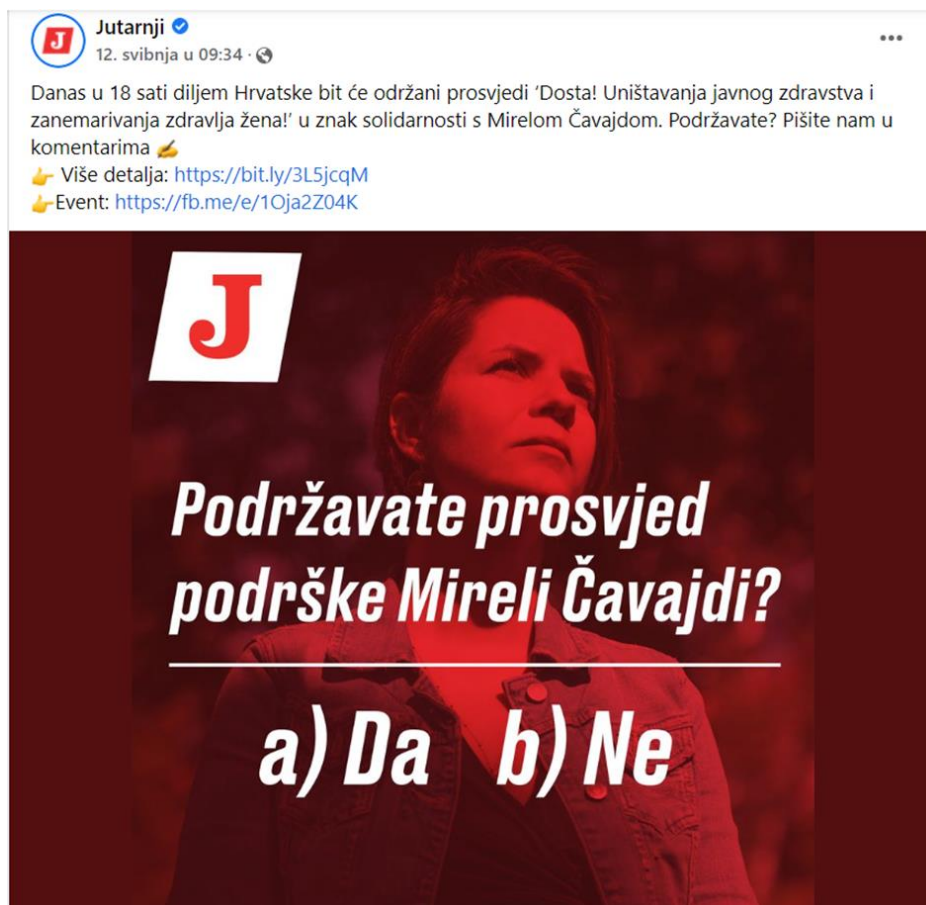 J
Jutarnji
12. svibnja u 09:34 ·
Danas u 18 sati diljem Hrvatske bit će održani prosvjedi ‘Dosta! Uništavanja javnog zdravstva i
zanemarivanja zdravlja žena!’ u znak solidarnosti s Mirelom Čavajdom. Podržavate? Pišite nam u
komentarima ✍️
👉 Više detalja: https://bit.ly/3L5jcqM
👉Event: https://fb.me/e/1Oja2Z04K
J
Podržavate prosvjed
podrške Mireli Čavajdi?
a) Da b) Ne